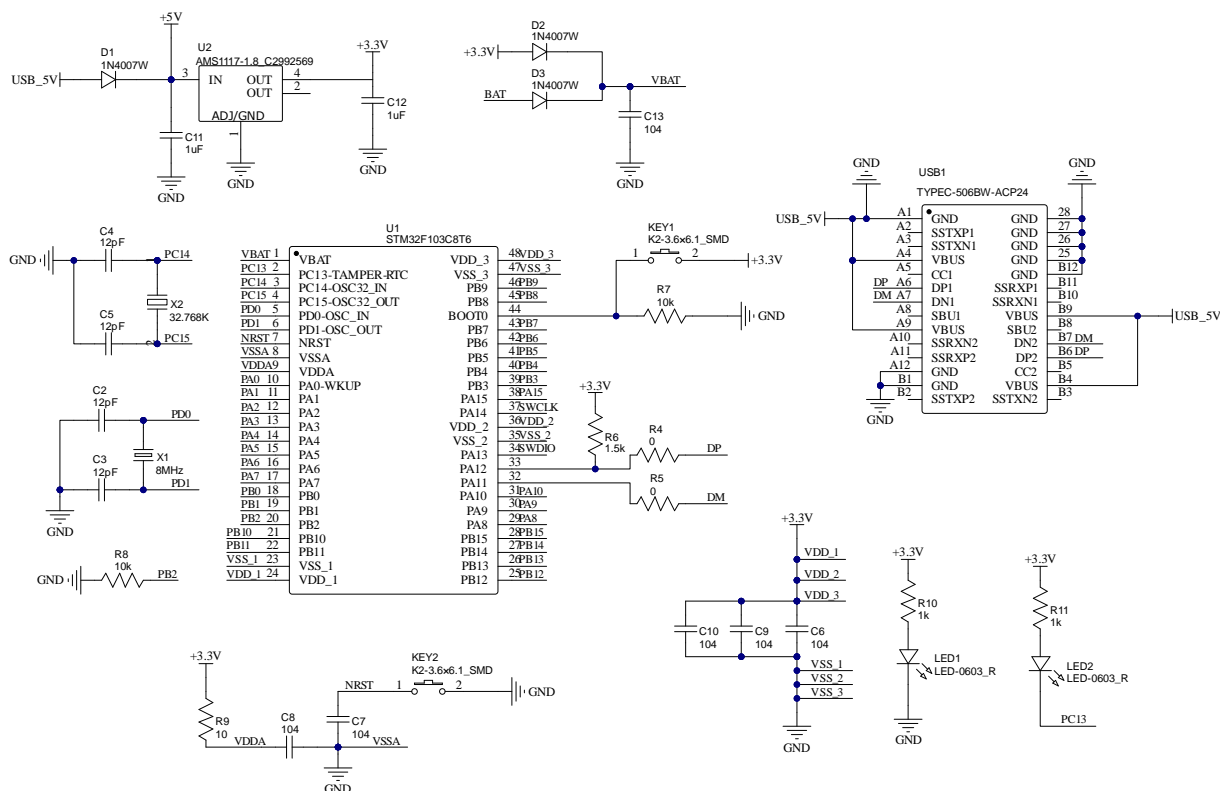 +5V
D1
1N4007W
USB_5V
U2
AMS1117-1.8_C2992569
3
IN
OUT
4
OUT
2
ADJ/GND
1
+3.3V
C11
1uF
C12
1uF
GND
GND
GND
D2
1N4007W
+3.3V
D3
1N4007W
BAT
VBAT
C13
104
GND
USB1
TYPEC-506BW-ACP24
GND
GND
USB_5V
A1 GND
A2 SSTXP1
A3 SSTXN1
A4 VBUS
A5 CC1
DP A6 DP1
DM A7 DN1
A8 SBU1
A9 VBUS
A10 SSRXN2
A11 SSRXP2
A12 GND
B1 GND
B2 SSTXP2
GND 28
GND 27
GND 26
GND 25
GND B12
SSRXP1 B11
SSRXN1 B10
VBUS B9
SBU2 B8
DN2 B7 DM
DP2 B6 DP
CC2 B5
VBUS B4
SSTXN2 B3
USB_5V
GND
C4
12pF
PC14
GND
X2
32.768K
C5
12pF
PC15
2
C2
12pF
PD0
X1
8MHz
C3
12pF
PD1
GND
R8
10k
GND
PB2
U1
STM32F103C8T6
VBAT 1 VBAT
PC13 2 PC13-TAMPER-RTC
PC14 3 PC14-OSC32_IN
PC15 4 PC15-OSC32_OUT
PD0 5 PD0-OSC_IN
PD1 6 PD1-OSC_OUT
NRST 7 NRST
VSSA 8 VSSA
VDDA 9 VDDA
PA0 10 PA0-WKUP
PA1 11 PA1
PA2 12 PA2
PA3 13 PA3
PA4 14 PA4
PA5 15 PA5
PA6 16 PA6
PA7 17 PA7
PB0 18 PB0
PB1 19 PB1
PB2 20 PB2
PB10 21 PB10
PB11 22 PB11
VSS_1 23 VSS_1
VDD_1 24 VDD_1
VDD_3 48 VDD_3
VSS_3 47 VSS_3
PB9 46 PB9
PB8 45 PB8
BOOT0 44
PB7 43 PB7
PB6 42 PB6
PB5 41 PB5
PB4 40 PB4
PB3 39 PB3
PA15 38 PA15
PA14 37 SWCLK
VDD_2 36 VDD_2
VSS_2 35 VSS_2
PA13 34 SWDIO
PA12 33
PA11 32
PA10 31 PA10
PA9 30 PA9
PA8 29 PA8
PB15 28 PB15
PB14 27 PB14
PB13 26 PB13
PB12 25 PB12
KEY1
K2-3.6×6.1_SMD
1
2
+3.3V
R7
10k
GND
+3.3V
R6
1.5k
R4
0
DP
R5
0
DM
+3.3V
VDD_1
VDD_2
VDD_3
C10
104
C9
104
C6
104
VSS_1
VSS_2
VSS_3
GND
+3.3V
R10
1k
LED1
LED-0603_R
GND
+3.3V
R11
1k
LED2
LED-0603_R
PC13
+3.3V
R9
10
VDDA
C8
104
NRST
C7
104
VSSA
GND
KEY2
K2-3.6×6.1_SMD
1
2
GND